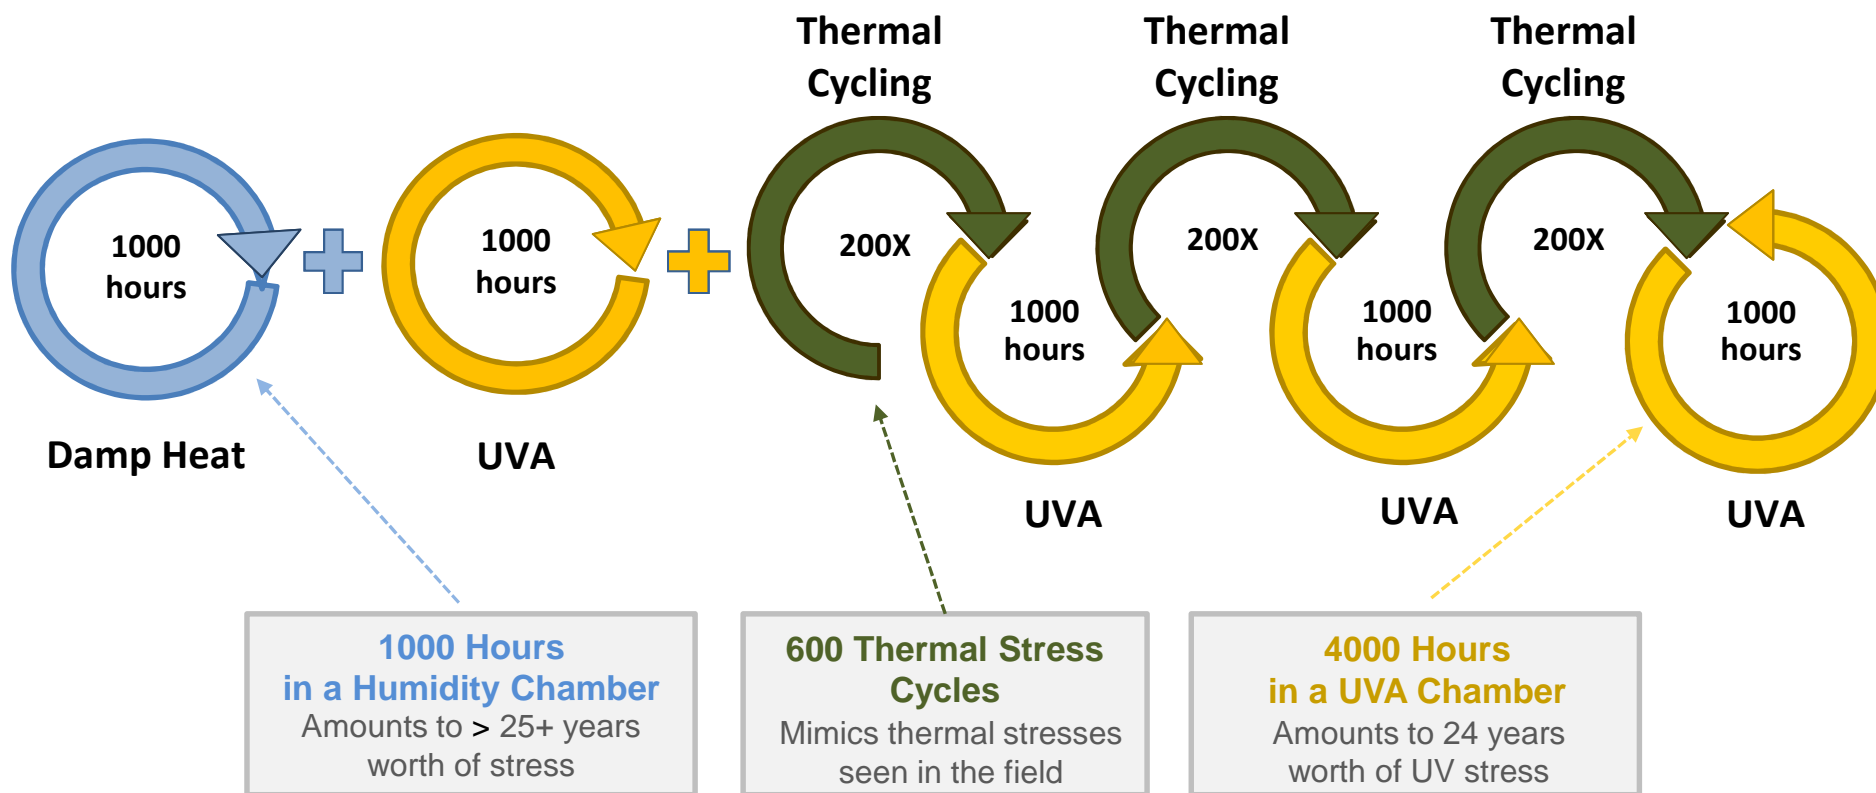 Thermal
Cycling
Thermal
Cycling
Thermal
Cycling
1000
hours
1000
hours
200X
200X
200X
1000
hours
1000
hours
1000
hours
Damp Heat
UVA
UVA
UVA
UVA
1000 Hours
in a Humidity Chamber
Amounts to > 25+ years
worth of stress
600 Thermal Stress
Cycles
Mimics thermal stresses
seen in the field
4000 Hours
in a UVA Chamber
Amounts to 24 years
worth of UV stress